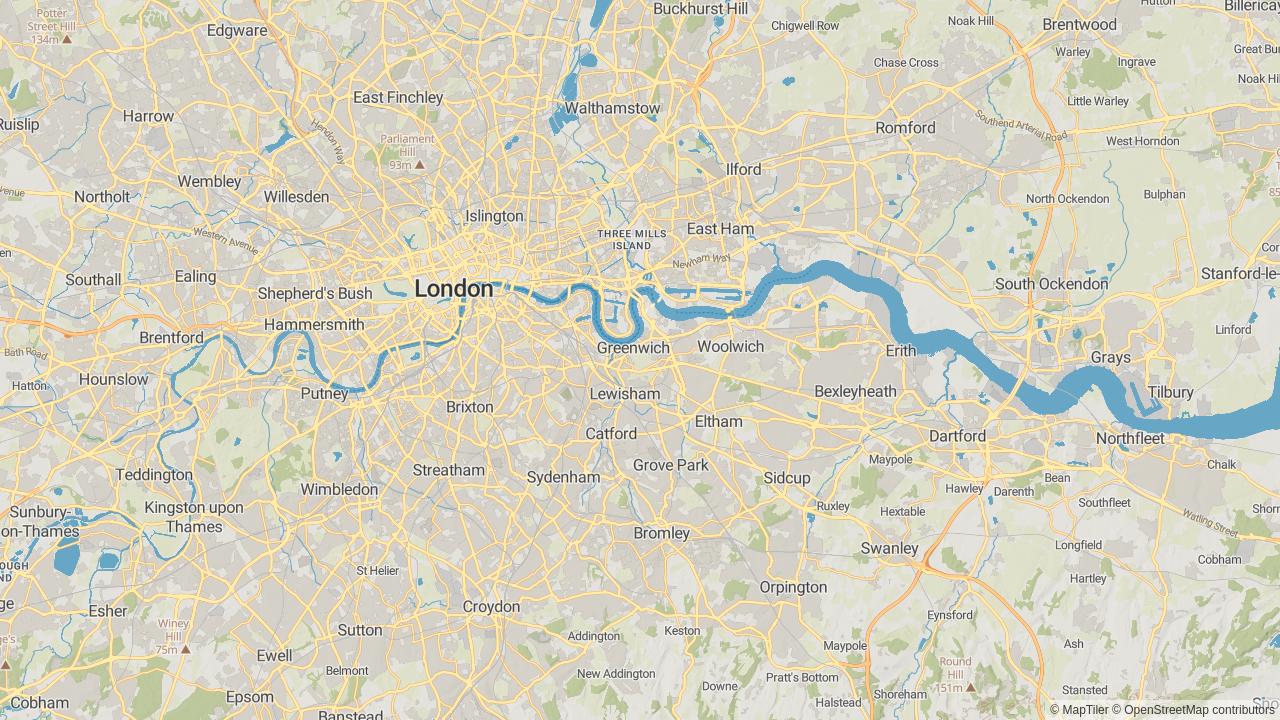 Potter
Street Hill
134m
Edgware
Buckhurst Hill
Chigwell Row
Noak Hill
Brentwood
Hutton
Billericay
Warley
Ingrave
Chase Cross
East Finchley
Walthamstow
Little Warley
Ruislip
Harrow
Parliament
Hill
93m
Hendon Way
Romford
Southend Arterial Road
West Horndon
Wembley
Willesden
Northolt
Ilford
North Ockendon
Bulphan
Islington
East Ham
THREE MILLS
ISLAND
Western Avenue
Newham Way
Southall
Ealing
Shepherd's Bush
London
South Ockendon
Stanford-le-
Hammersmith
Brentford
Bath Road
Linford
Greenwich
Woolwich
Erith
Grays
Hatton
Hounslow
Putney
Brixton
Lewisham
Bexleyheath
Tilbury
Catford
Eltham
Dartford
Northfleet
Teddington
Streatham
Sydenham
Grove Park
Sidcup
Maypole
Chalk
Wimbledon
Bean
Hawley
Darenth
Sunbury-
on-Thames
Kingston upon
Thames
Ruxley
Hextable
Southfleet
Watling Street
Bromley
Swanley
Longfield
Cobham
St Helier
Orpington
Hartley
Esher
Croydon
Eynsford
Winey
Hill
75m
Sutton
Addington
Keston
Maypole
Ash
Ewell
Belmont
New Addington
Downe
Pratt's Bottom
Round
Hill
151m
Stansted
Cobham
Epsom
Banstead
Halstead
Shoreham
© MapTiler © OpenStreetMap contributors